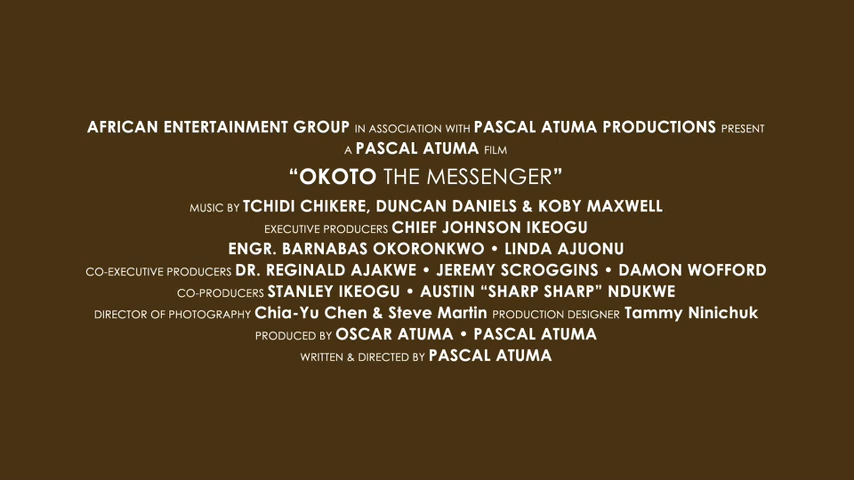 AFRICAN ENTERTAINMENT GROUP IN ASSOCIATION WITH PASCAL ATUMA PRODUCTIONS PRESENT
A PASCAL ATUMA FILM
“OKOTO THE MESSENGER”
MUSIC BY TCHIDI CHIKERE, DUNCAN DANIELS & KOBY MAXWELL
EXECUTIVE PRODUCERS CHIEF JOHNSON IKEOGU
ENGR. BARNABAS OKORONKWO • LINDA AJUONU
CO-EXECUTIVE PRODUCERS DR. REGINALD AJAKWE • JEREMY SCROGGINS • DAMON WOFFORD
CO-PRODUCERS STANLEY IKEOGU • AUSTIN “SHARP SHARP” NDUKWE
DIRECTOR OF PHOTOGRAPHY Chia-Yu Chen & Steve Martin PRODUCTION DESIGNER Tammy Ninichuk
PRODUCED BY OSCAR ATUMA • PASCAL ATUMA
WRITTEN & DIRECTED BY PASCAL ATUMA